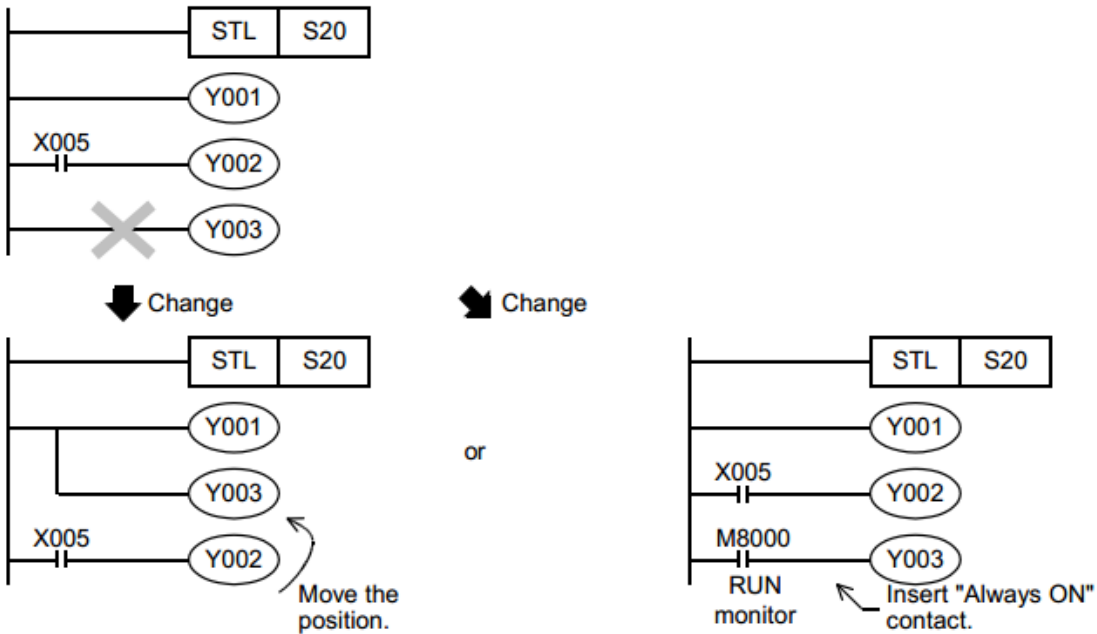 STL S20
Y001
X005
Y002
Y003
Change
Change
STL S20
Y001
Y003
X005
Y002
Move the
position.
or
STL S20
Y001
X005
Y002
M8000
Y003
RUN
monitor
Insert "Always ON"
contact.